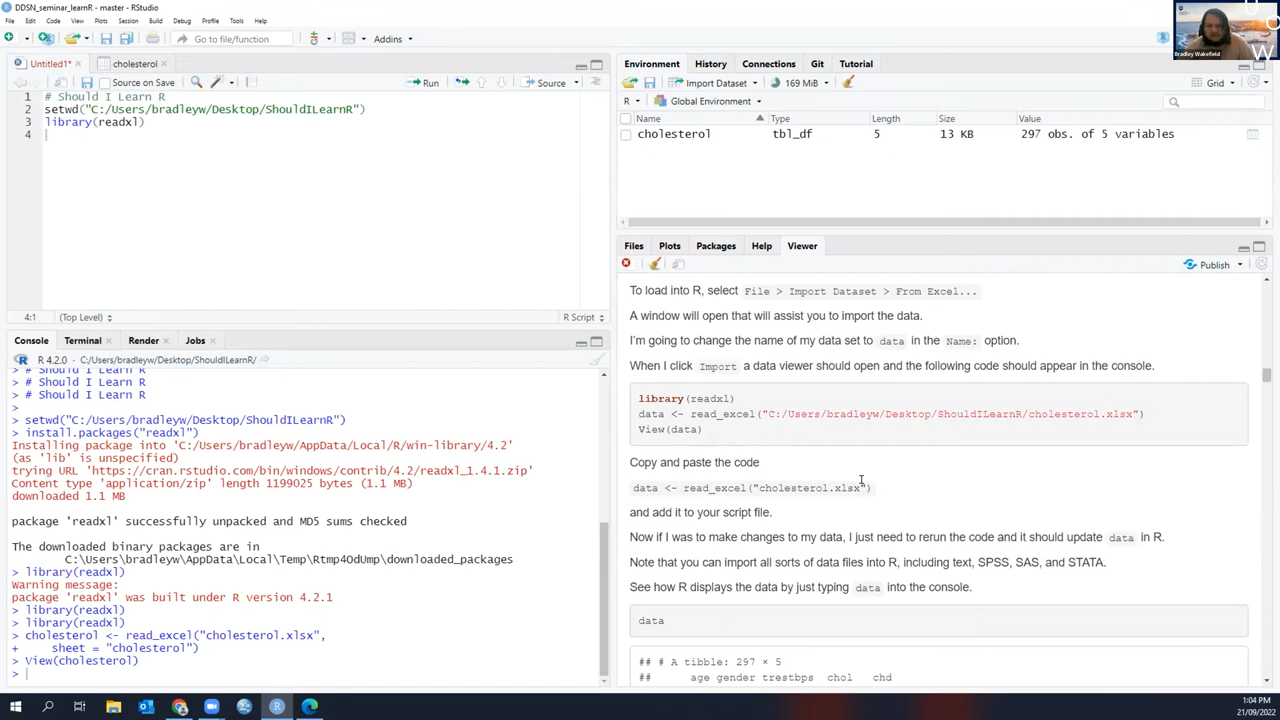 DDSN_seminar_learnR - master - RStudio
File Edit Code View Plots Session Build Debug Profile Tools Help
Go to file/function
Addins
Untitled1*
cholesterol
Source on Save
Run
Source
1 # Should I Learn R
2 setwd("C:/Users/bradleyw/Desktop/ShouldILearnR")
3 library(readxl)
4
4:1 (Top Level) R Script
Console Terminal Render Jobs
R 4.2.0 · C:/Users/bradleyw/Desktop/ShouldILearnR/
> # Should I Learn R
> # Should I Learn R
> # Should I Learn R
>
> setwd("C:/Users/bradleyw/Desktop/ShouldILearnR")
> install.packages("readxl")
Installing package into 'C:/Users/bradleyw/AppData/Local/R/win-library/4.2'
(as 'lib' is unspecified)
trying URL 'https://cran.rstudio.com/bin/windows/contrib/4.2/readxl_1.4.1.zip'
Content type 'application/zip' length 1199025 bytes (1.1 MB)
downloaded 1.1 MB
package 'readxl' successfully unpacked and MD5 sums checked
The downloaded binary packages are in
C:\Users\bradleyw\AppData\Local\Temp\Rtmp4OdUmp\downloaded_packages
> library(readxl)
Warning message:
package 'readxl' was built under R version 4.2.1
> library(readxl)
> library(readxl)
> cholesterol <- read_excel("cholesterol.xlsx",
+ sheet = "cholesterol")
> View(cholesterol)
>
Bradley Wakefield
U
O
W
Environment History Connections Git Tutorial
Import Dataset 169 MiB Grid
R Global Environment
Name Type Length Size Value
cholesterol tbl_df 5 13 KB 297 obs. of 5 variables
Files Plots Packages Help Viewer
Publish
To load into R, select File > Import Dataset > From Excel...
A window will open that will assist you to import the data.
I'm going to change the name of my data set to data in the Name: option.
When I click Import a data viewer should open and the following code should appear in the console.
library(readxl)
data <- read_excel("C:/Users/bradleyw/Desktop/ShouldILearnR/cholesterol.xlsx")
View(data)
Copy and paste the code
data <- read_excel("cholesterol.xlsx")
and add it to your script file.
Now if I was to make changes to my data, I just need to rerun the code and it should update data in R.
Note that you can import all sorts of data files into R, including text, SPSS, SAS, and STATA.
See how R displays the data by just typing data into the console.
data
## # A tibble: 297 × 5
## age gender trestbps chol chd
1:04 PM
21/09/2022